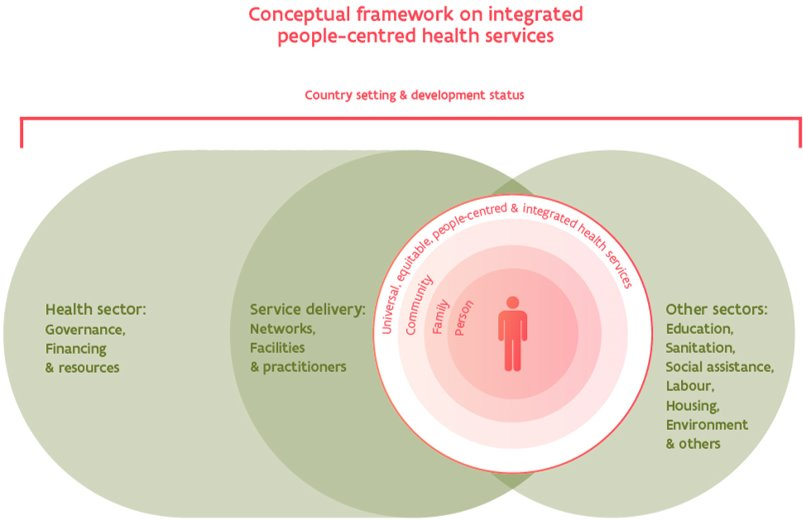 Conceptual framework on integrated
people-centred health services
Country setting & development status
Universal, equitable, people-centred & integrated health services
Community
Family
Person
Health sector:
Governance,
Financing
& resources
Service delivery:
Networks,
Facilities
& practitioners
Other sectors:
Education,
Sanitation,
Social assistance,
Labour,
Housing,
Environment
& others